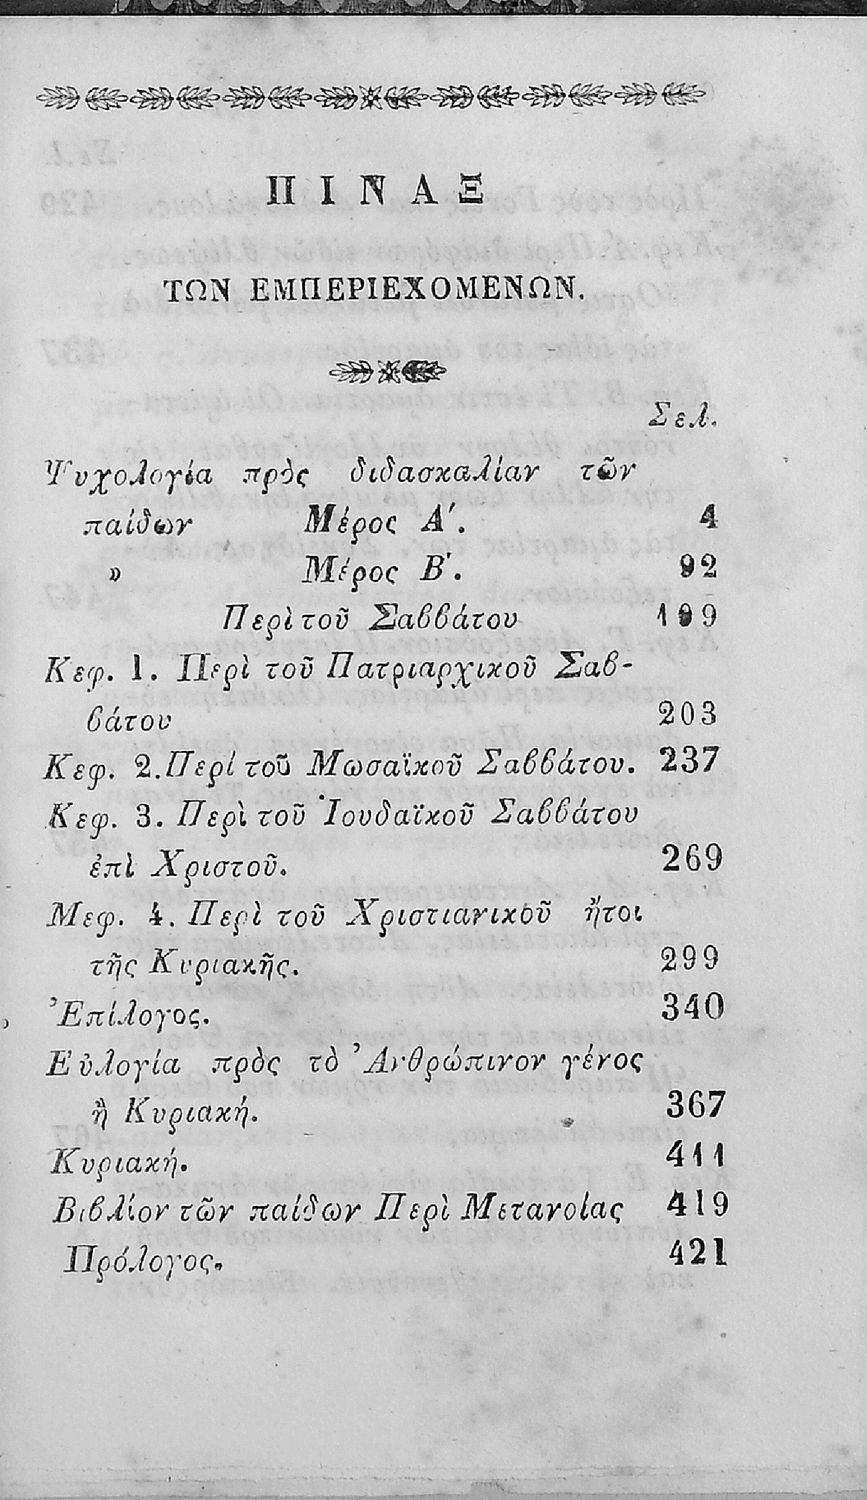 ΠΙΝΑΞ
ΤΩΝ ΕΜΠΕΡΙΕΧΟΜΕΝΩΝ.
Σελ.
Ψυχολογία πρὸς διδασκαλίαν τῶν
παίδων Μέρος Α΄. 4
» Μέρος Β΄. 92
Περὶ τοῦ Σαββάτου 199
Κεφ. 1. Περὶ τοῦ Πατριαρχικοῦ Σαβ-
βάτου 203
Κεφ. 2. Περί τοῦ Μωσαϊκοῦ Σαββάτου. 237
Κεφ. 3. Περὶ τοῦ Ἰουδαϊκοῦ Σαββάτου
ἐπὶ Χριστοῦ. 269
Μεφ. 4. Περὶ τοῦ Χριστιανικοῦ ἤτοι
τῆς Κυριακῆς. 299
Ἐπίλογος. 340
Εὐλογία πρὸς τὸ Ἀνθρώπινον γένος
ἢ Κυριακή. 367
Κυριακή. 411
Βιβλίον τῶν παίδων Περὶ Μετανοίας 419
Πρόλογος. 421